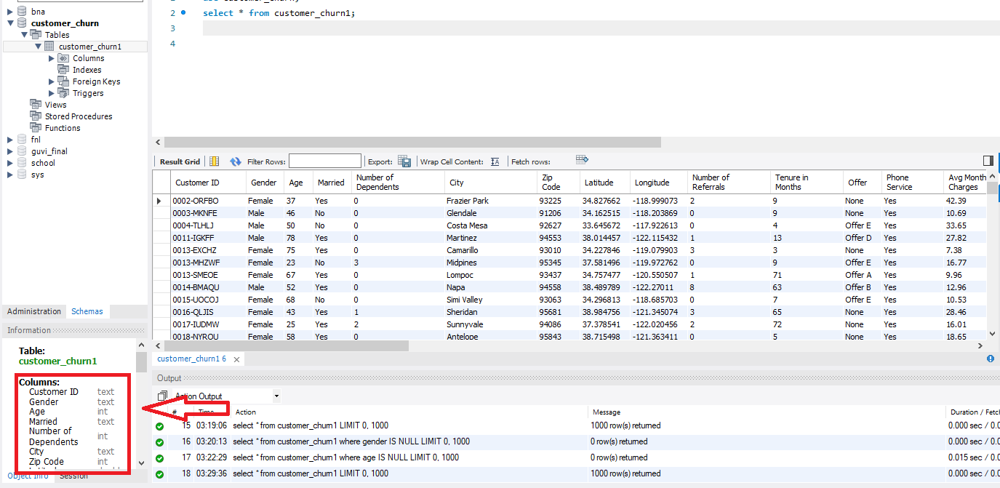 bna
customer_churn
Tables
customer_churn1
Columns
Indexes
Foreign Keys
Triggers
Views
Stored Procedures
Functions
fnl
guvi_final
school
sys
Administration Schemas
Information
Table:
customer_churn1
Columns:
Customer ID text
Gender text
Age int
Married text
Number of
Dependents int
City text
Zip Code int
Object Info Session
2 select * from customer_churn1;
3
4
Result Grid Filter Rows: Export: Wrap Cell Content: Fetch rows:
Customer ID Gender Age Married Number of Dependents City Zip Code Latitude Longitude Number of Referrals Tenure in Months Offer Phone Service Avg Month Charges
0002-ORFBO Female 37 Yes 0 Frazier Park 93225 34.827662 -118.999073 2 9 None Yes 42.39
0003-MKNFE Male 46 No 0 Glendale 91206 34.162515 -118.203869 0 9 None Yes 10.69
0004-TLHLJ Male 50 No 0 Costa Mesa 92627 33.645672 -117.922613 0 4 Offer E Yes 33.65
0011-IGKFF Male 78 Yes 0 Martinez 94553 38.014457 -122.115432 1 13 Offer D Yes 27.82
0013-EXCHZ Female 75 Yes 0 Camarillo 93010 34.227846 -119.079903 3 3 None Yes 7.38
0013-MHZWF Female 23 No 3 Midpines 95345 37.581496 -119.972762 0 9 Offer E Yes 16.77
0013-SMEOE Female 67 Yes 0 Lompoc 93437 34.757477 -120.550507 1 71 Offer A Yes 9.96
0014-BMAQU Male 52 Yes 0 Napa 94558 38.489789 -122.27011 8 63 Offer B Yes 12.96
0015-UOCOJ Female 68 No 0 Simi Valley 93063 34.296813 -118.685703 0 7 Offer E Yes 10.53
0016-QLJIS Female 43 Yes 1 Sheridan 95681 38.984756 -121.345074 3 65 None Yes 28.46
0017-IUDMW Female 25 Yes 2 Sunnyvale 94086 37.378541 -122.020456 2 72 None Yes 16.01
0018-NYROU Female 58 Yes 0 Antelope 95843 38.715498 -121.363411 0 5 None Yes 18.65
customer_churn1 6
Output
Action Output
# Time Action Message Duration / Fetch
15 03:19:06 select * from customer_churn1 LIMIT 0, 1000 1000 row(s) returned 0.000 sec / 0.0
16 03:20:13 select * from customer_churn1 where gender IS NULL LIMIT 0, 1000 0 row(s) returned 0.000 sec / 0.0
17 03:22:29 select * from customer_churn1 where age IS NULL LIMIT 0, 1000 0 row(s) returned 0.015 sec / 0.0
18 03:29:36 select * from customer_churn1 LIMIT 0, 1000 1000 row(s) returned 0.000 sec / 0.0